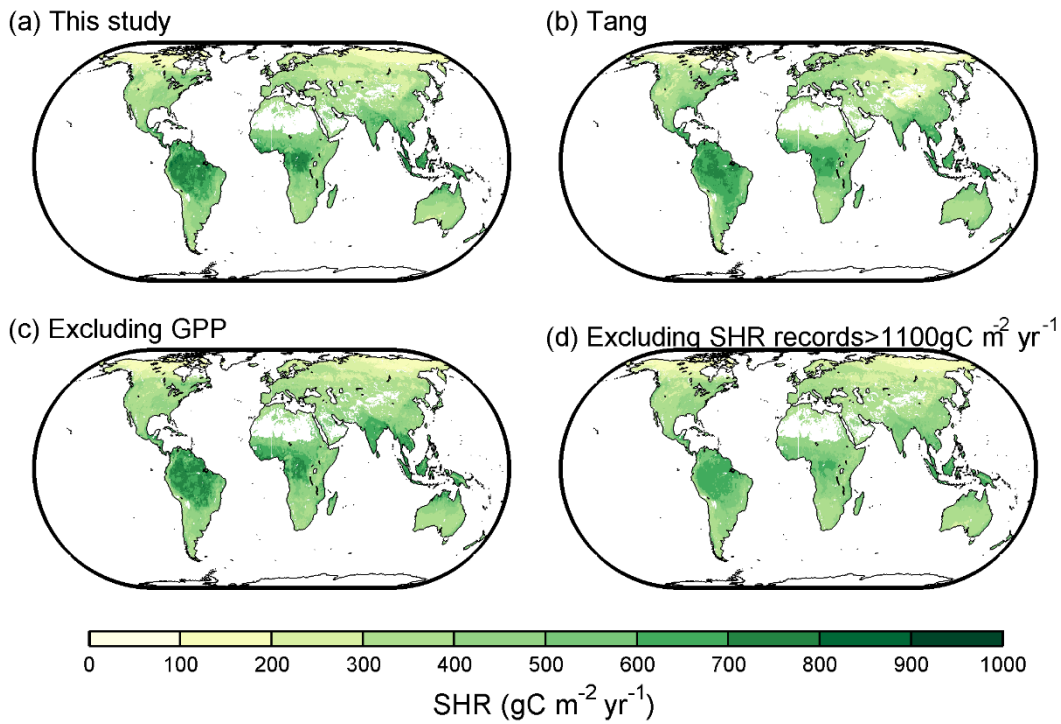 (a) This study
(b) Tang
(c) Excluding GPP
(d) Excluding SHR records>1100gC m⁻² yr⁻¹
0 100 200 300 400 500 600 700 800 900 1000
SHR (gC m⁻² yr⁻¹)